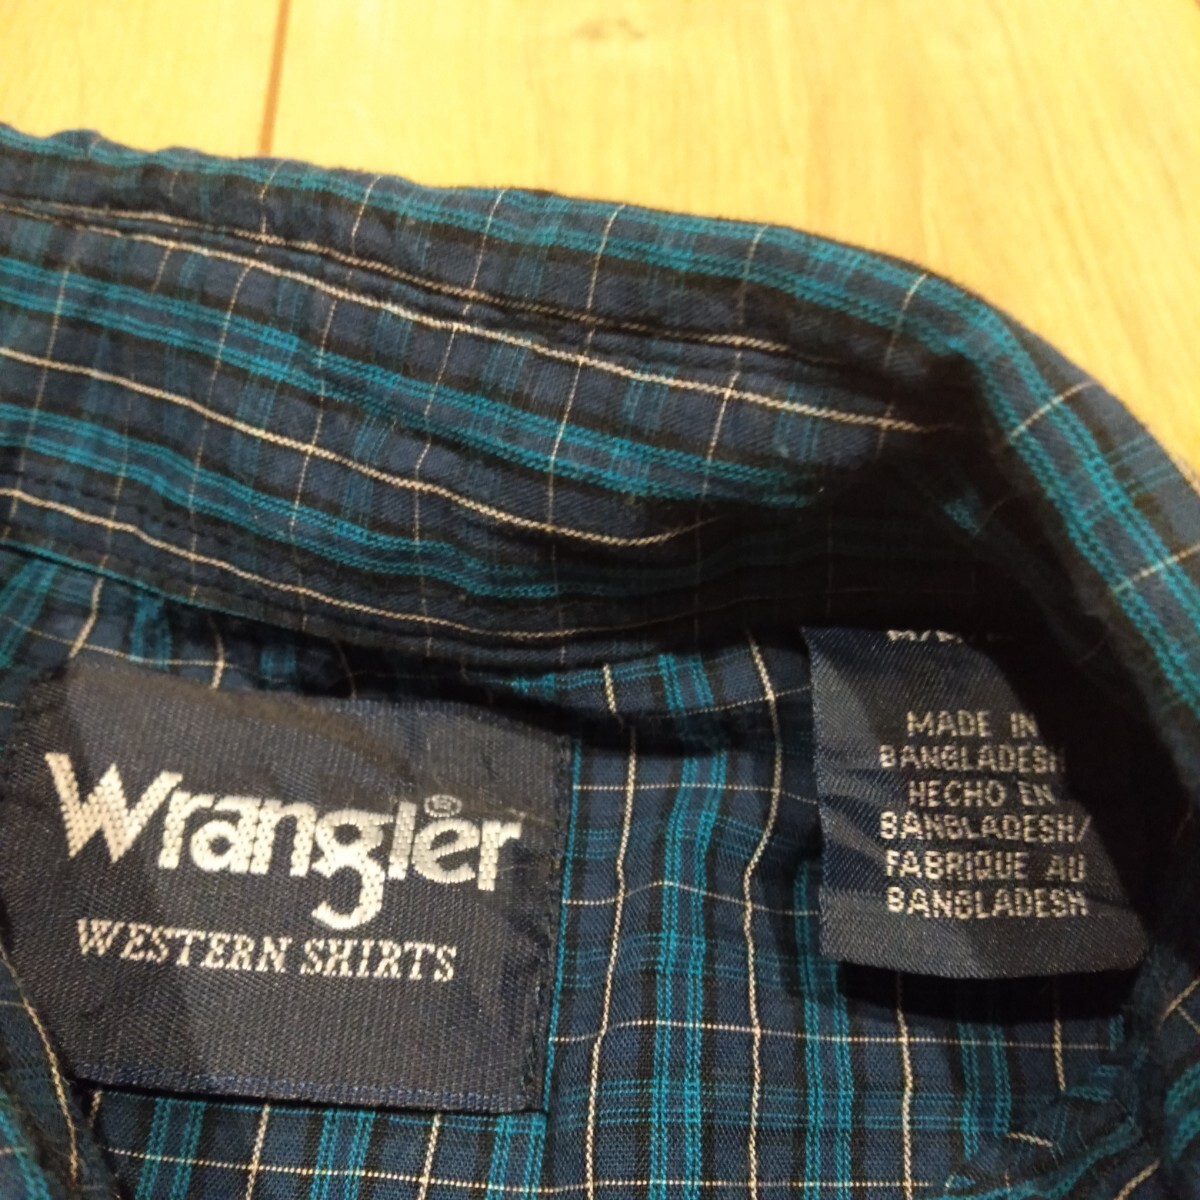 Wrangler®
WESTERN SHIRTS
MADE IN
BANGLADESH
HECHO EN
BANGLADESH/
FABRIQUE AU
BANGLADESH